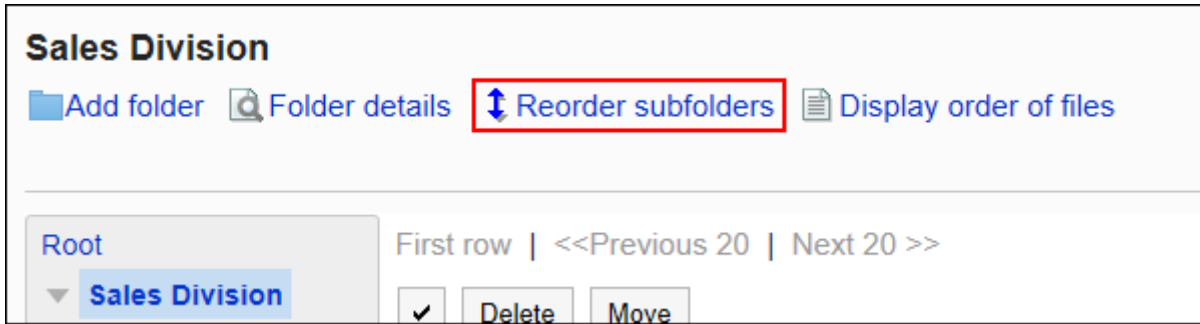 Sales Division
Add folder Folder details Reorder subfolders Display order of files
Root
First row | <<Previous 20 | Next 20 >>
Sales Division
Delete Move